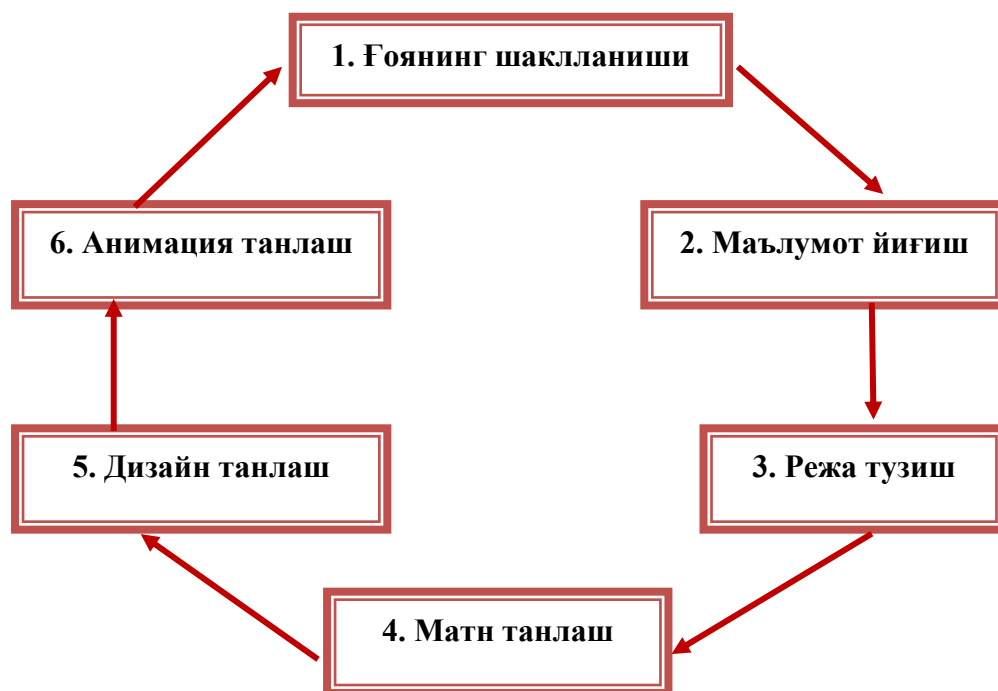 1. Ғоянинг шаклланиши
2. Маълумот йиғиш
3. Режа тузиш
4. Матн танлаш
5. Дизайн танлаш
6. Анимация танлаш